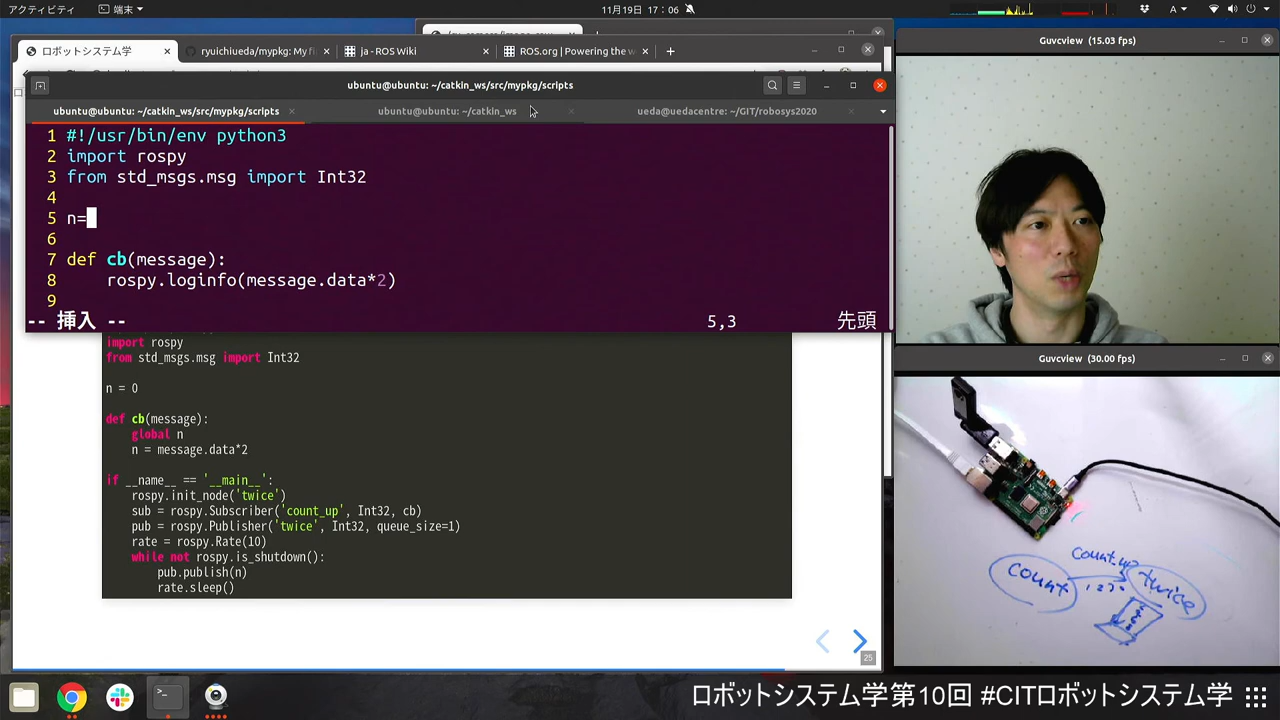 アクティビティ
端末
11月19日 17：06
A
ロボットシステム学
ryuichiueda/mypkg: My fi
ja - ROS Wiki
ROS.org | Powering the w
ubuntu@ubuntu: ~/catkin_ws/src/mypkg/scripts
ubuntu@ubuntu: ~/catkin_ws/src/mypkg/scripts
ubuntu@ubuntu: ~/catkin_ws
ueda@uedacentre: ~/GIT/robosys2020
1 #!/usr/bin/env python3
2 import rospy
3 from std_msgs.msg import Int32
4
5 n=
6
7 def cb(message):
8     rospy.loginfo(message.data*2)
9
-- 挿入 --
5,3
先頭
import rospy
from std_msgs.msg import Int32
n = 0
def cb(message):
    global n
    n = message.data*2
if __name__ == '__main__':
    rospy.init_node('twice')
    sub = rospy.Subscriber('count_up', Int32, cb)
    pub = rospy.Publisher('twice', Int32, queue_size=1)
    rate = rospy.Rate(10)
    while not rospy.is_shutdown():
        pub.publish(n)
        rate.sleep()
25
Guvcview (15.03 fps)
Guvcview (30.00 fps)
count
count_up
twice
ロボットシステム学第10回 #CITロボットシステム学